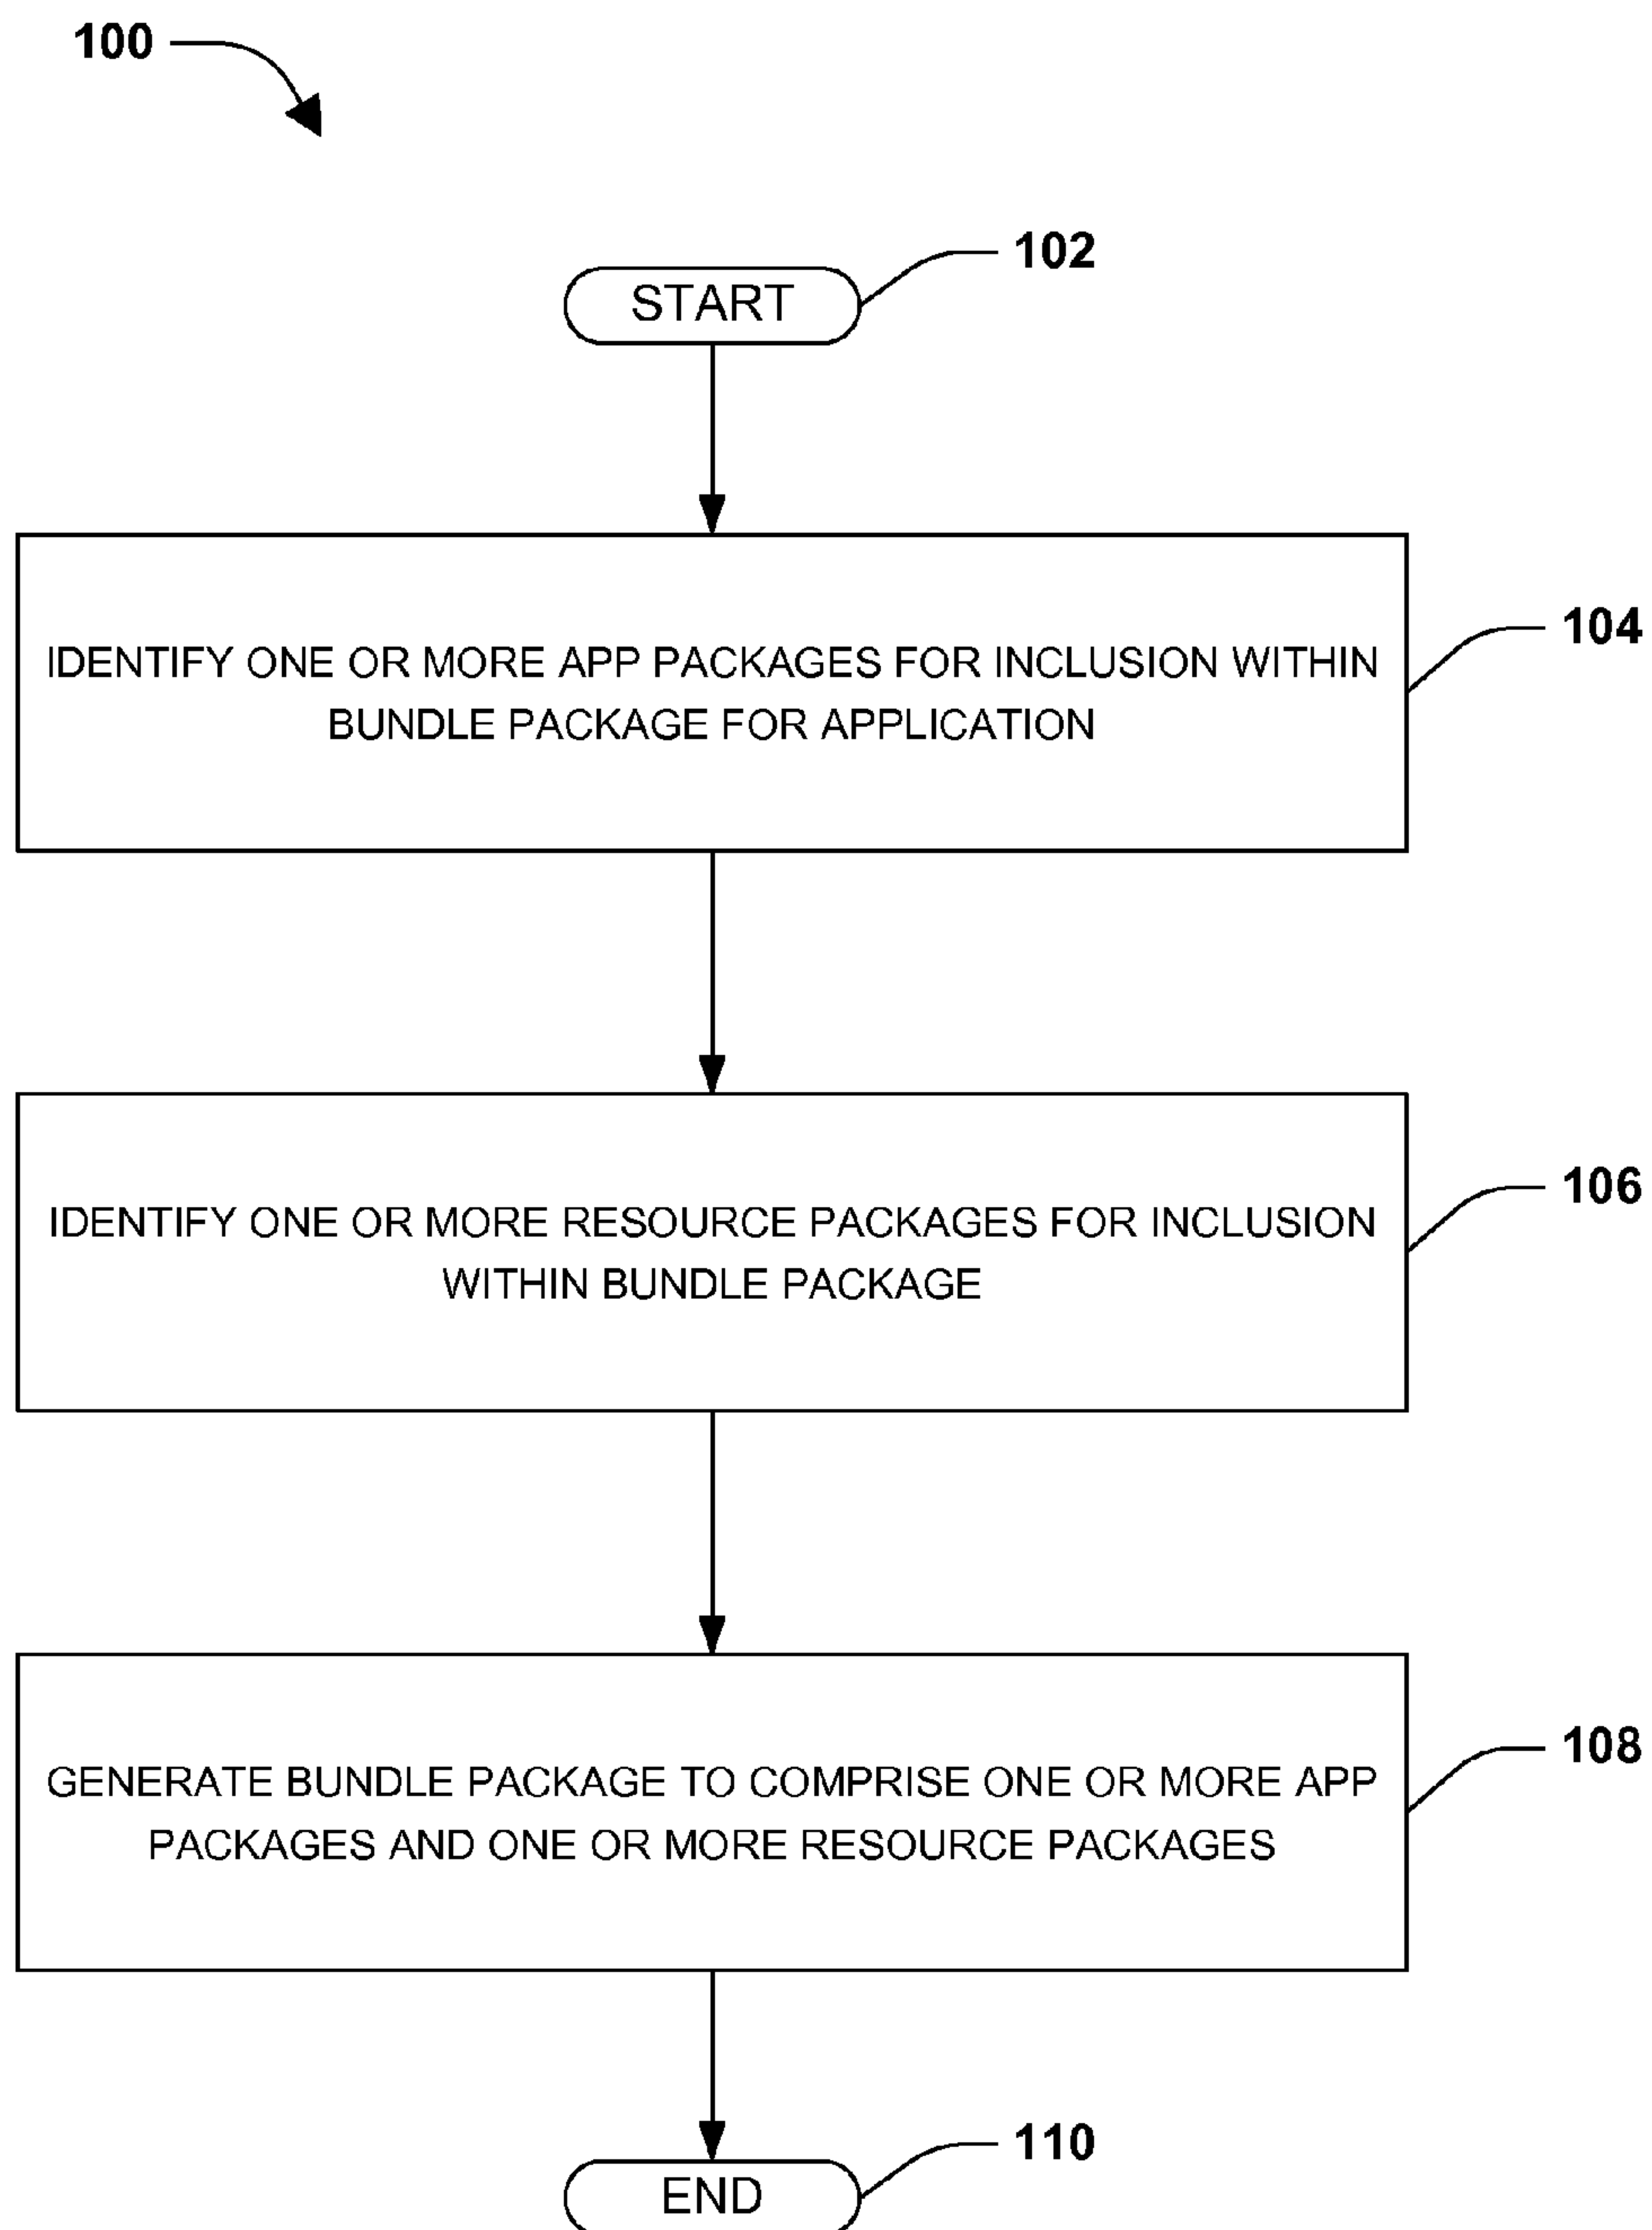 100
102
START
104
IDENTIFY ONE OR MORE APP PACKAGES FOR INCLUSION WITHIN
BUNDLE PACKAGE FOR APPLICATION
106
IDENTIFY ONE OR MORE RESOURCE PACKAGES FOR INCLUSION
WITHIN BUNDLE PACKAGE
108
GENERATE BUNDLE PACKAGE TO COMPRISE ONE OR MORE APP
PACKAGES AND ONE OR MORE RESOURCE PACKAGES
110
END